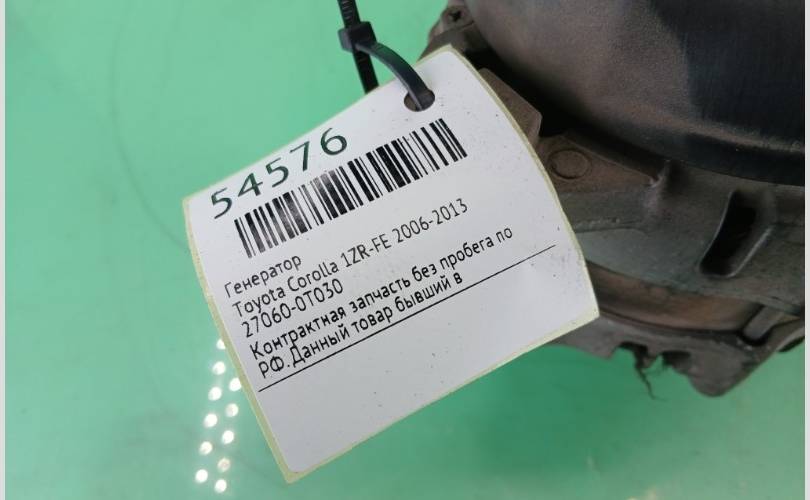 54576
Генератор
Toyota Corolla 1ZR-FE 2006-2013
27060-0T030
Контрактная запчасть без пробега по
РФ.Данный товар бывший в